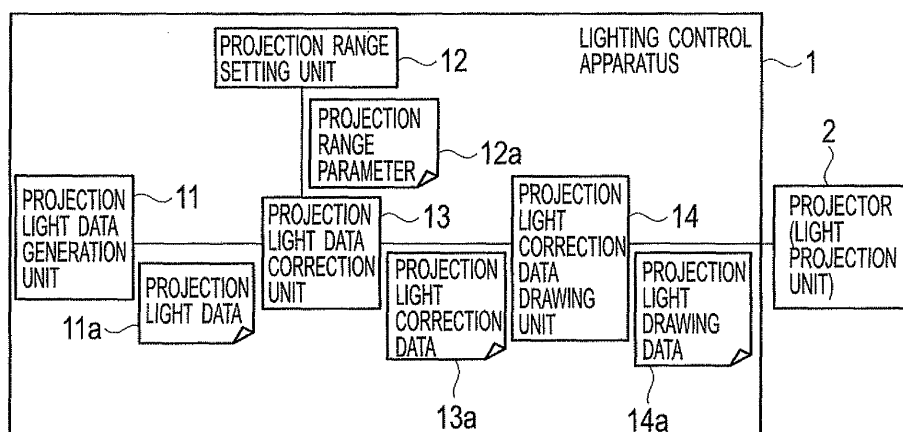 PROJECTION RANGE
SETTING UNIT
12
LIGHTING CONTROL
APPARATUS
1
PROJECTION
RANGE
PARAMETER
12a
2
PROJECTION
LIGHT DATA
GENERATION
UNIT
11
PROJECTION
LIGHT DATA
11a
PROJECTION
LIGHT DATA
CORRECTION
UNIT
13
PROJECTION
LIGHT
CORRECTION
DATA
13a
PROJECTION
LIGHT
CORRECTION
DATA
DRAWING
UNIT
14
PROJECTION
LIGHT
DRAWING
DATA
14a
PROJECTOR
(LIGHT
PROJECTION
UNIT)